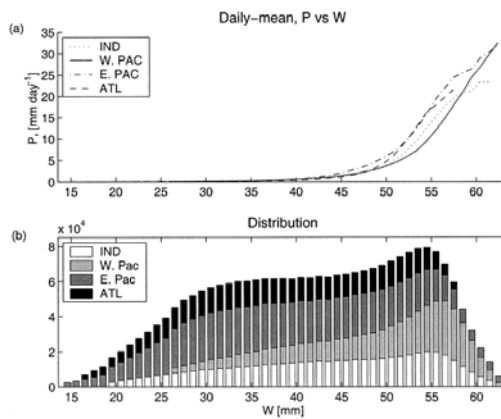 Daily−mean, P vs W
(a)
35
30
25
20
15
10
5
0
P, [mm day⁻¹]
IND
W. PAC
E. PAC
ATL
15 20 25 30 35 40 45 50 55 60
Distribution
(b)
x 10⁴
8
6
4
2
0
IND
W. Pac
E. Pac
ATL
15 20 25 30 35 40 45 50 55 60
W [mm]